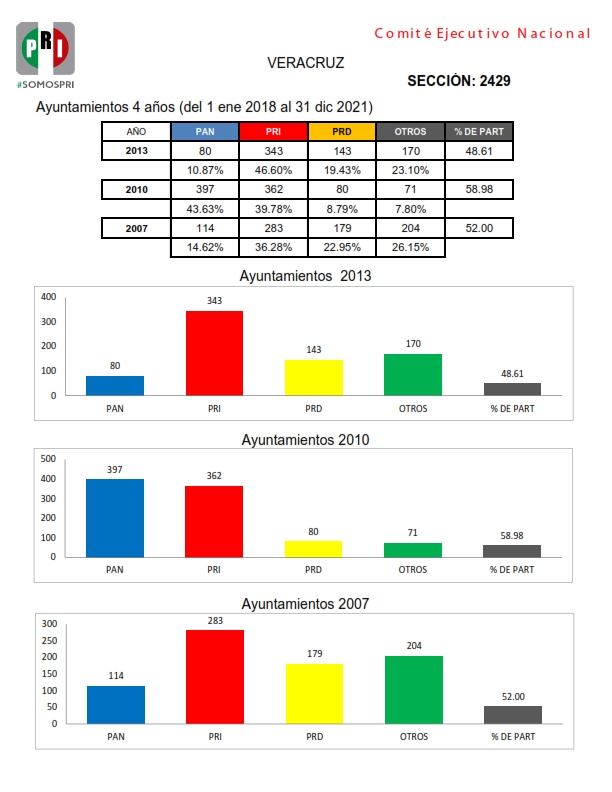 PRI
#SOMOSPRI
Comité Ejecutivo Nacional
VERACRUZ
SECCIÓN: 2429
Ayuntamientos 4 años (del 1 ene 2018 al 31 dic 2021)
AÑO PAN PRI PRD OTROS % DE PART
2013 80 343 143 170 48.61
10.87% 46.60% 19.43% 23.10%
2010 397 362 80 71 58.98
43.63% 39.78% 8.79% 7.80%
2007 114 283 179 204 52.00
14.62% 36.28% 22.95% 26.15%
Ayuntamientos 2013
400
300
200
100
0
80 343 143 170 48.61
PAN PRI PRD OTROS % DE PART
Ayuntamientos 2010
500
400
300
200
100
0
397 362 80 71 58.98
PAN PRI PRD OTROS % DE PART
Ayuntamientos 2007
300
250
200
150
100
50
0
114 283 179 204 52.00
PAN PRI PRD OTROS % DE PART